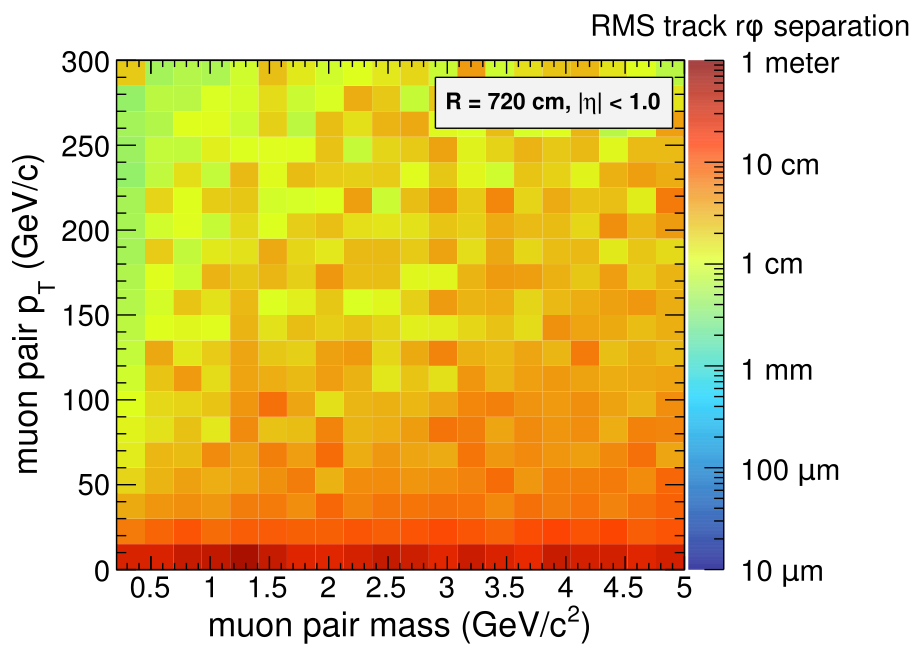 RMS track rφ separation
R = 720 cm, |η| < 1.0
muon pair p_T (GeV/c)
300
250
200
150
100
50
0
0.5 1 1.5 2 2.5 3 3.5 4 4.5 5
muon pair mass (GeV/c²)
1 meter
10 cm
1 cm
1 mm
100 μm
10 μm